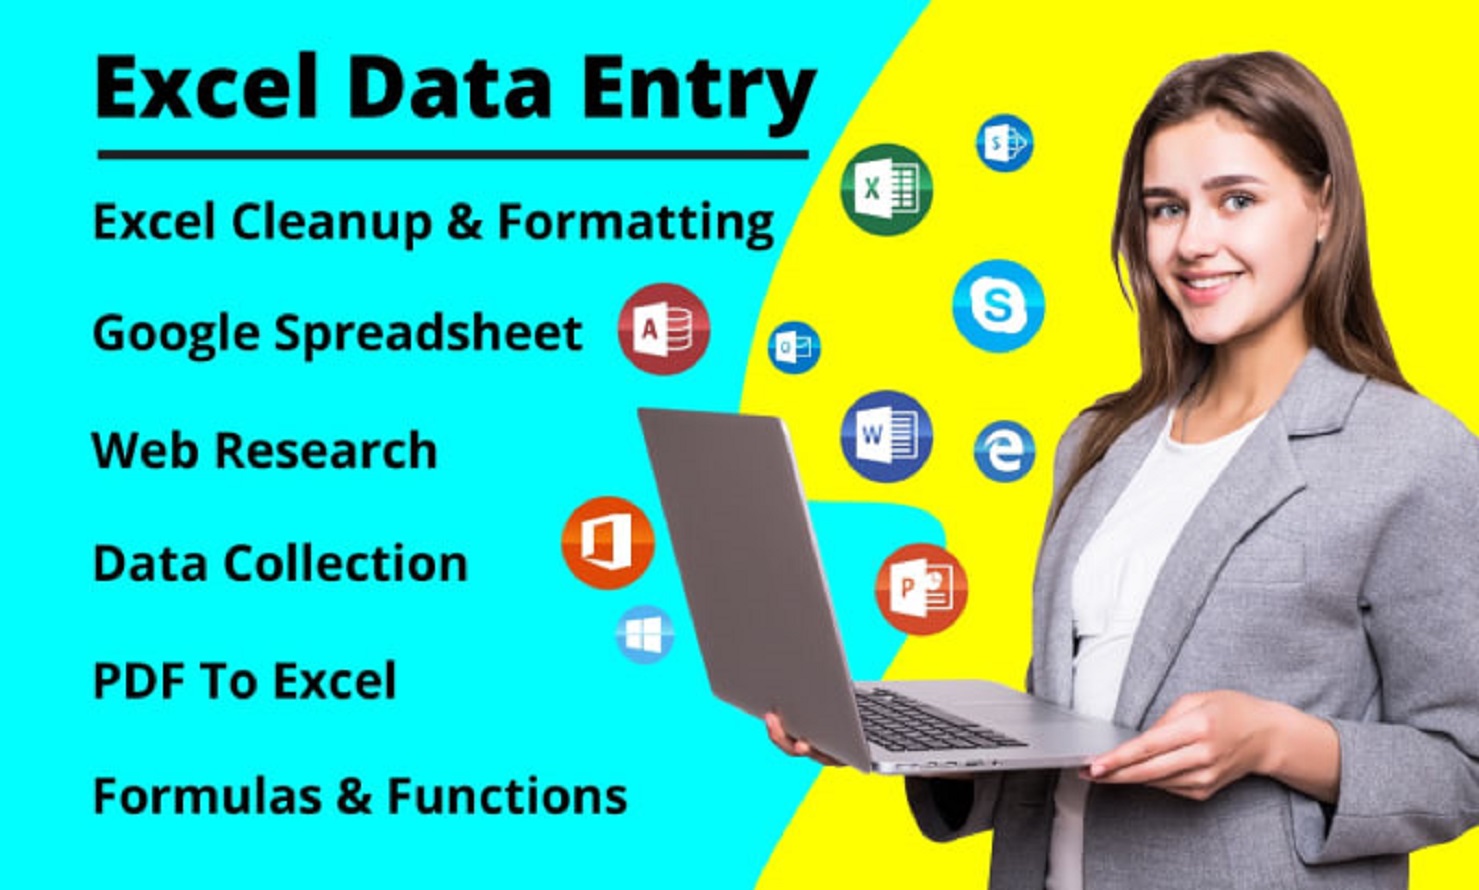 Excel Data Entry
Excel Cleanup & Formatting
Google Spreadsheet
Web Research
Data Collection
PDF To Excel
Formulas & Functions
X
S
S
A
O
W
e
P